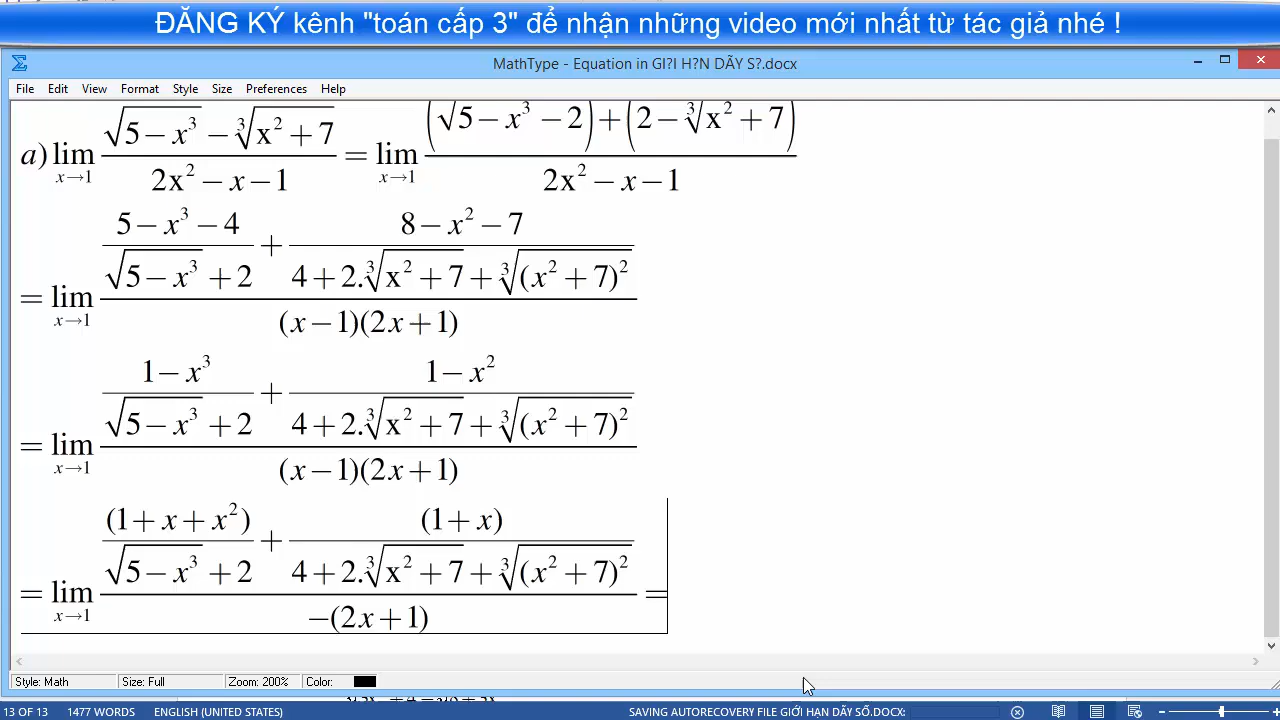 ĐĂNG KÝ kênh "toán cấp 3" để nhận những video mới nhất từ tác giả nhé !
MathType - Equation in GI?I H?N DÃY S?.docx
File Edit View Format Style Size Preferences Help
a) lim x→1 (√(5−x³) − ∛(x²+7)) / (2x²−x−1) = lim x→1 ((√(5−x³) −2) + (2−∛(x²+7))) / (2x²−x−1)
= lim x→1 ((5−x³−4)/(√(5−x³) +2) + (8−x²−7)/(4+2.∛(x²+7) + ∛((x²+7)²))) / ((x−1)(2x+1))
= lim x→1 ((1−x³)/(√(5−x³) +2) + (1−x²)/(4+2.∛(x²+7) + ∛((x²+7)²))) / ((x−1)(2x+1))
= lim x→1 ((1+x+x²)/(√(5−x³) +2) + (1+x)/(4+2.∛(x²+7) + ∛((x²+7)²))) / (−(2x+1)) =
Style: Math Size: Full Zoom: 200% Color:
13 OF 13 1477 WORDS ENGLISH (UNITED STATES) SAVING AUTORECOVERY FILE GIỚI HẠN DÃY SỐ.DOCX: